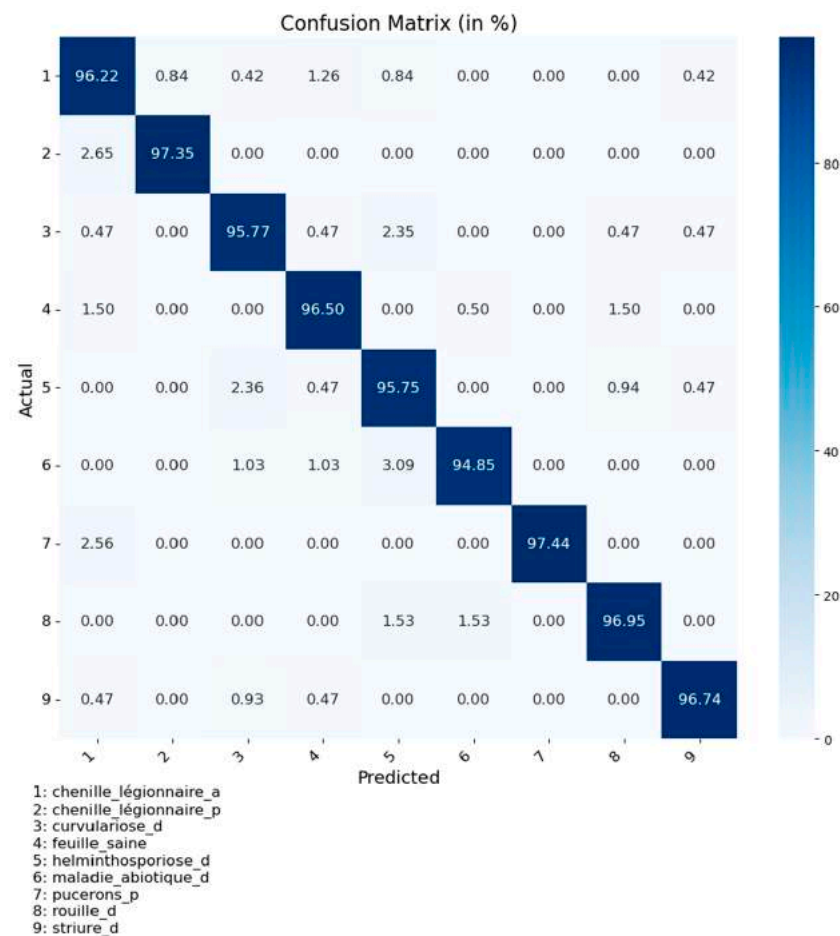 Confusion Matrix (in %)
1 96.22 0.84 0.42 1.26 0.84 0.00 0.00 0.00 0.42
2 2.65 97.35 0.00 0.00 0.00 0.00 0.00 0.00 0.00
80
3 0.47 0.00 95.77 0.47 2.35 0.00 0.00 0.47 0.47
60
4 1.50 0.00 0.00 96.50 0.00 0.50 0.00 1.50 0.00
Actual
5 0.00 0.00 2.36 0.47 95.75 0.00 0.00 0.94 0.47
40
6 0.00 0.00 1.03 1.03 3.09 94.85 0.00 0.00 0.00
7 2.56 0.00 0.00 0.00 0.00 0.00 97.44 0.00 0.00
20
8 0.00 0.00 0.00 0.00 1.53 1.53 0.00 96.95 0.00
9 0.47 0.00 0.93 0.47 0.00 0.00 0.00 0.00 96.74
0
1 2 3 4 5 6 7 8 9
Predicted
1: chenille_légionnaire_a
2: chenille_légionnaire_p
3: curvulariose_d
4: feuille_saine
5: helminthosporiose_d
6: maladie_abiotique_d
7: pucerons_p
8: rouille_d
9: striure_d